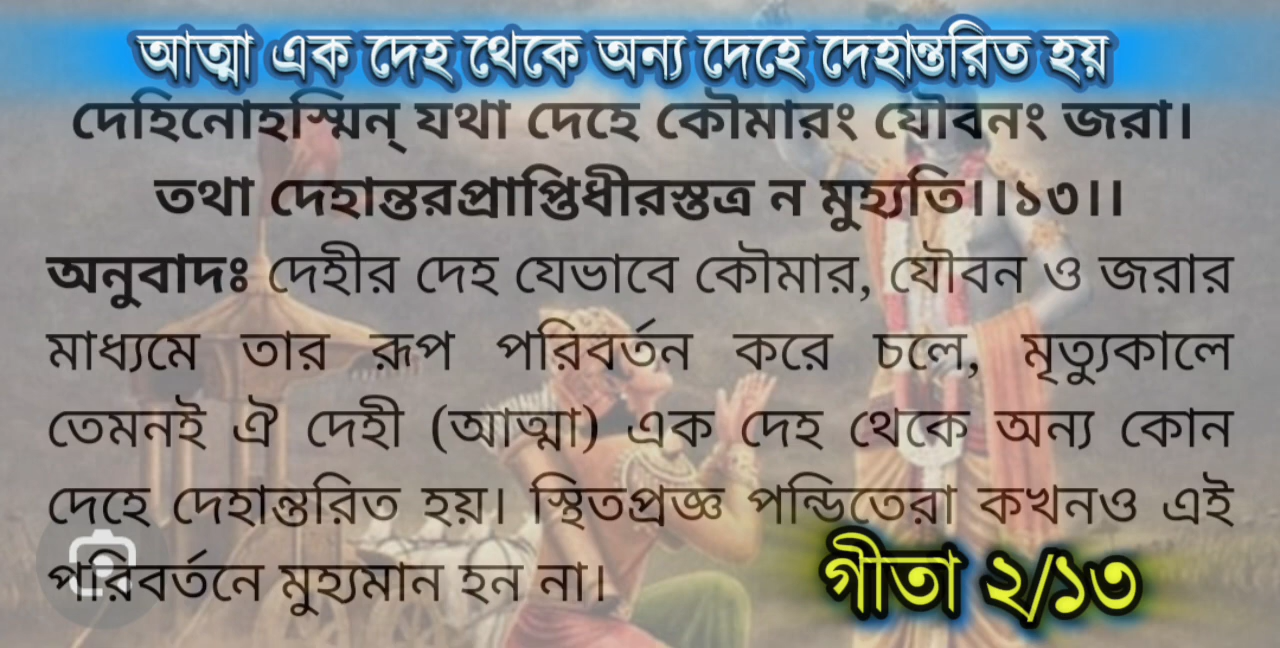 আত্মা এক দেহ থেকে অন্য দেহে দেহান্তরিত হয়
দেহিনোহস্মিন্ যথা দেহে কৌমারং যৌবনং জরা।
তথা দেহান্তরপ্রাপ্তিধীরস্তত্র ন মুহ্যতি।।১৩।।
অনুবাদঃ দেহীর দেহ যেভাবে কৌমার, যৌবন ও জরার
মাধ্যমে তার রূপ পরিবর্তন করে চলে, মৃত্যুকালে
তেমনই ঐ দেহী (আত্মা) এক দেহ থেকে অন্য কোন
দেহে দেহান্তরিত হয়। স্থিতপ্রজ্ঞ পন্ডিতেরা কখনও এই
পরিবর্তনে মুহ্যমান হন না।
গীতা ২/১৩